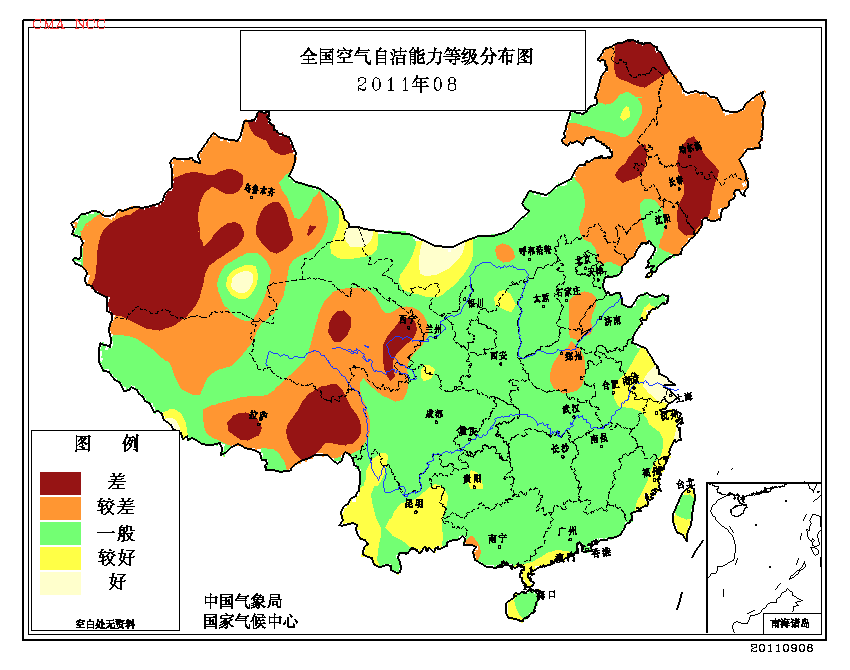 CMA NCC
全国空气自洁能力等级分布图
2011年08
哈尔滨
长春
乌鲁木齐
沈阳
呼和浩特
北京
天津
银川
太原
石家庄
西宁
兰州
济南
西安
郑州
合肥
南京
上海
拉萨
成都
武汉
杭州
重庆
长沙
南昌
贵阳
福州
台北
昆明
南宁
广州
澳门
香港
海口
图 例
差
较差
一般
较好
好
空白处无资料
中国气象局
国家气候中心
南海诸岛
20110906